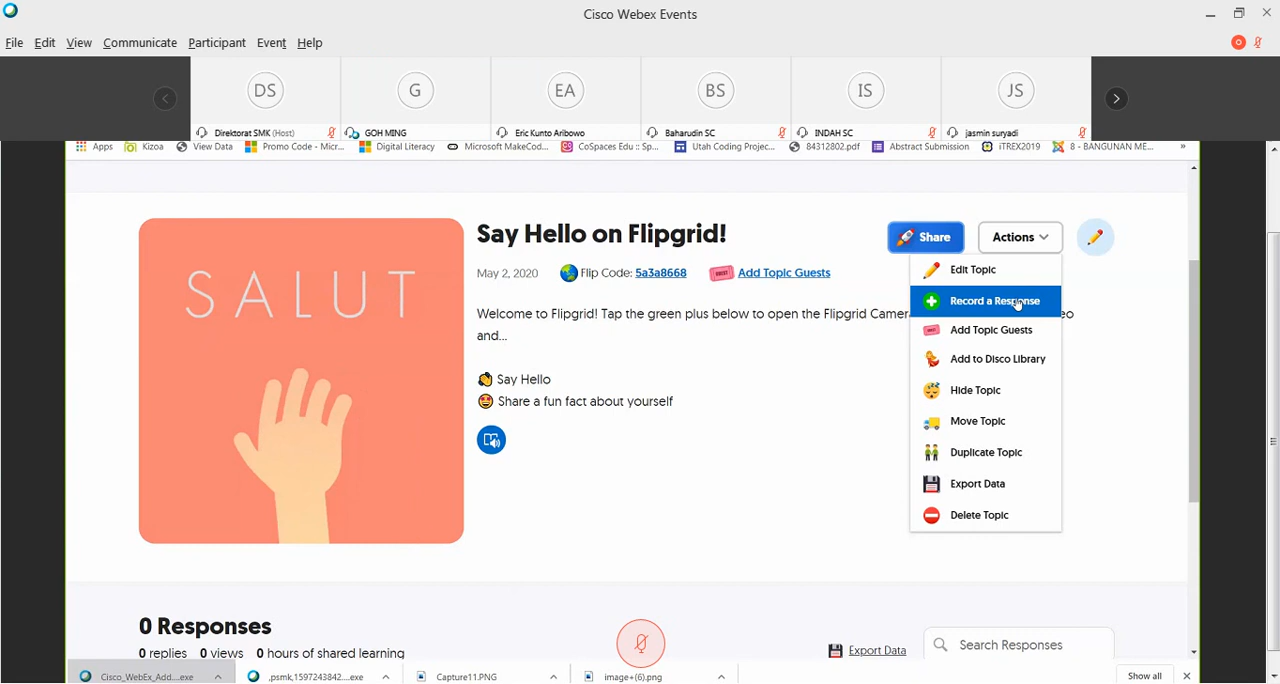 Cisco Webex Events
File Edit View Communicate Participant Event Help
DS G EA BS IS JS
Direktorat SMK (Host) GOH MING Eric Kunto Aribowo Baharudin SC INDAH SC jasmin suryadi
Apps Kizoa View Data Promo Code - Micr... Digital Literacy Microsoft MakeCod... CoSpaces Edu :: Sp... Utah Coding Projec... 84312802.pdf Abstract Submission iTREX2019 8 - BANGUNAN ME... »
SALUT
Say Hello on Flipgrid!
Share
Actions
May 2, 2020 Flip Code: 5a3a8668 Add Topic Guests
Welcome to Flipgrid! Tap the green plus below to open the Flipgrid Camer eo
and...
Say Hello
Share a fun fact about yourself
Edit Topic
Record a Response
Add Topic Guests
Add to Disco Library
Hide Topic
Move Topic
Duplicate Topic
Export Data
Delete Topic
0 Responses
0 replies 0 views 0 hours of shared learning
Export Data
Search Responses
Cisco_WebEx_Add....exe ,psmk,1597243842....exe Capture11.PNG image+(6).png Show all